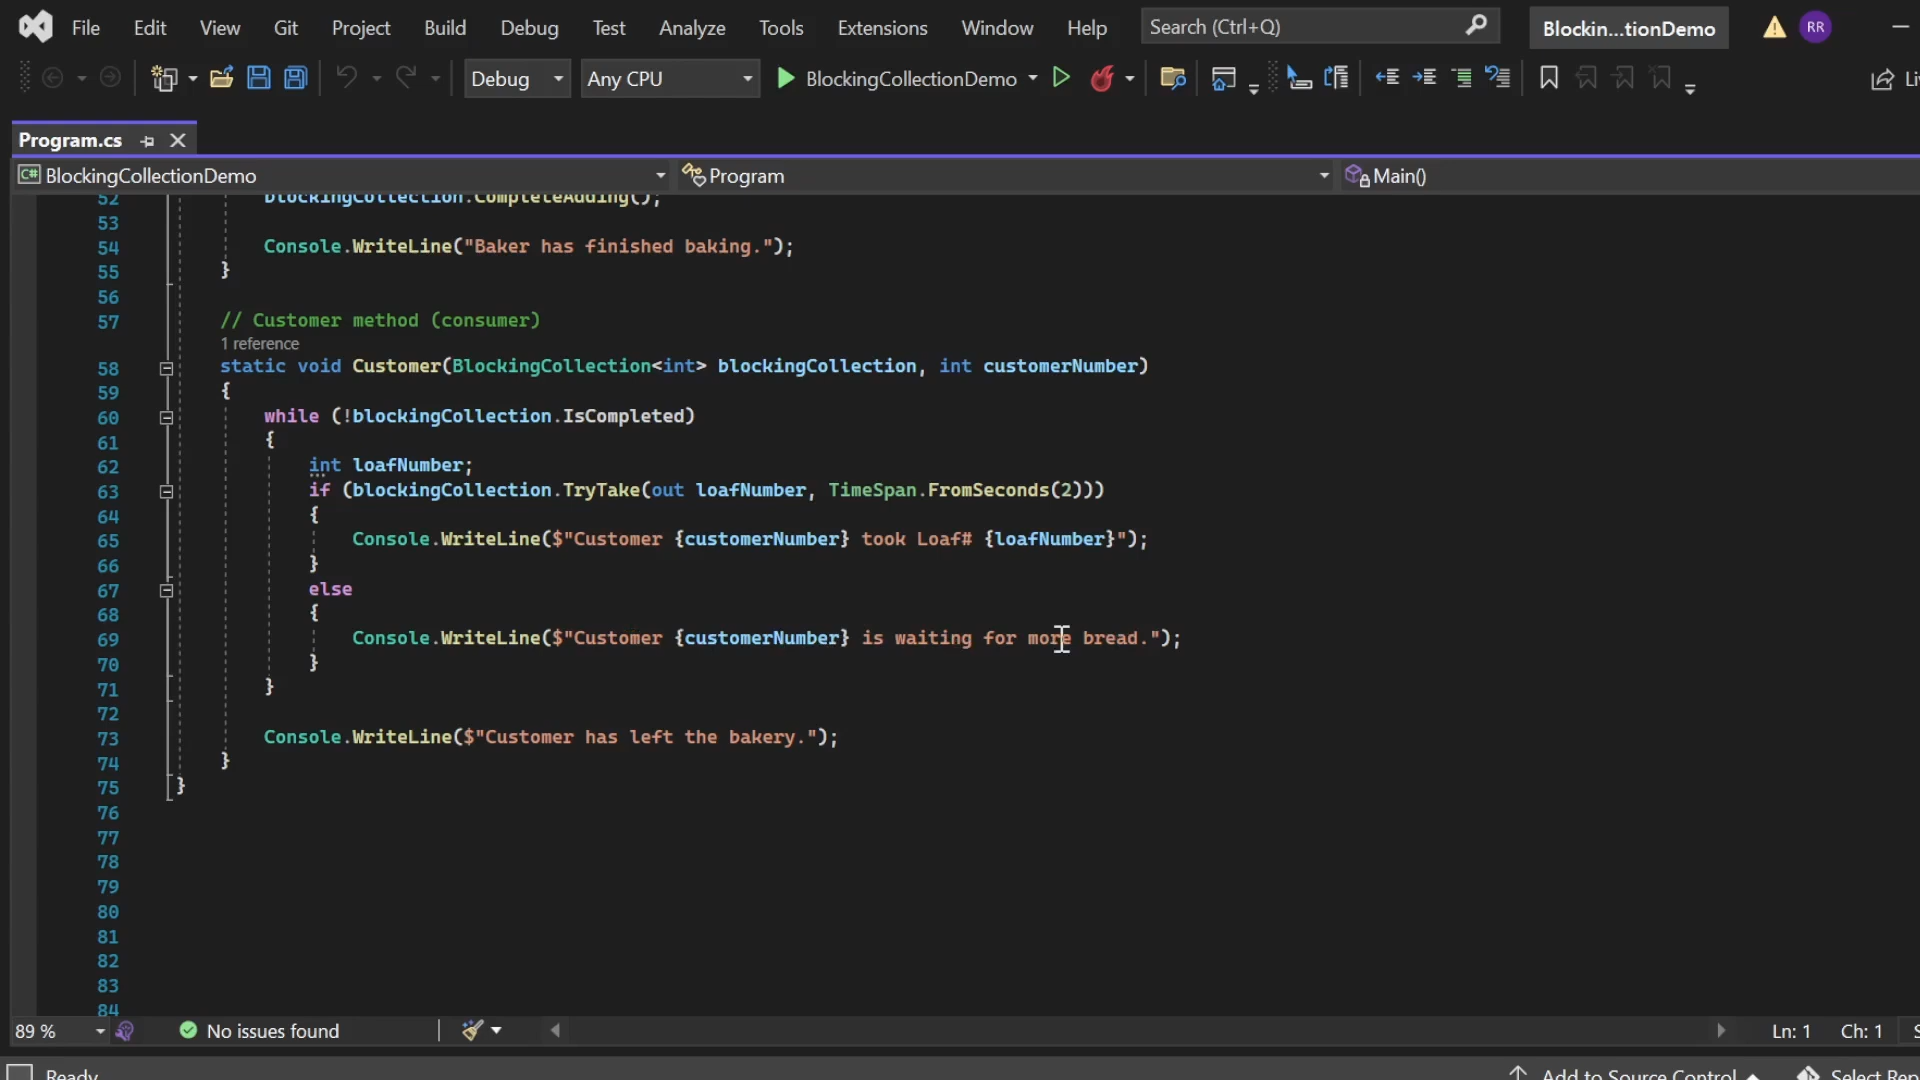 File Edit View Git Project Build Debug Test Analyze Tools Extensions Window Help Search (Ctrl+Q) Blockin...tionDemo RR
Debug Any CPU BlockingCollectionDemo
Program.cs
C# BlockingCollectionDemo Program Main()
52 blockingCollection.CompleteAdding();
53
54 Console.WriteLine("Baker has finished baking.");
55 }
56
57 // Customer method (consumer)
1 reference
58 static void Customer(BlockingCollection<int> blockingCollection, int customerNumber)
59 {
60 while (!blockingCollection.IsCompleted)
61 {
62 int loafNumber;
63 if (blockingCollection.TryTake(out loafNumber, TimeSpan.FromSeconds(2)))
64 {
65 Console.WriteLine($"Customer {customerNumber} took Loaf# {loafNumber}");
66 }
67 else
68 {
69 Console.WriteLine($"Customer {customerNumber} is waiting for more bread.");
70 }
71 }
72
73 Console.WriteLine($"Customer has left the bakery.");
74 }
75 }
76
77
78
79
80
81
82
83
84
89 % No issues found Ln: 1 Ch: 1
Ready Add to Source Control Select Rep